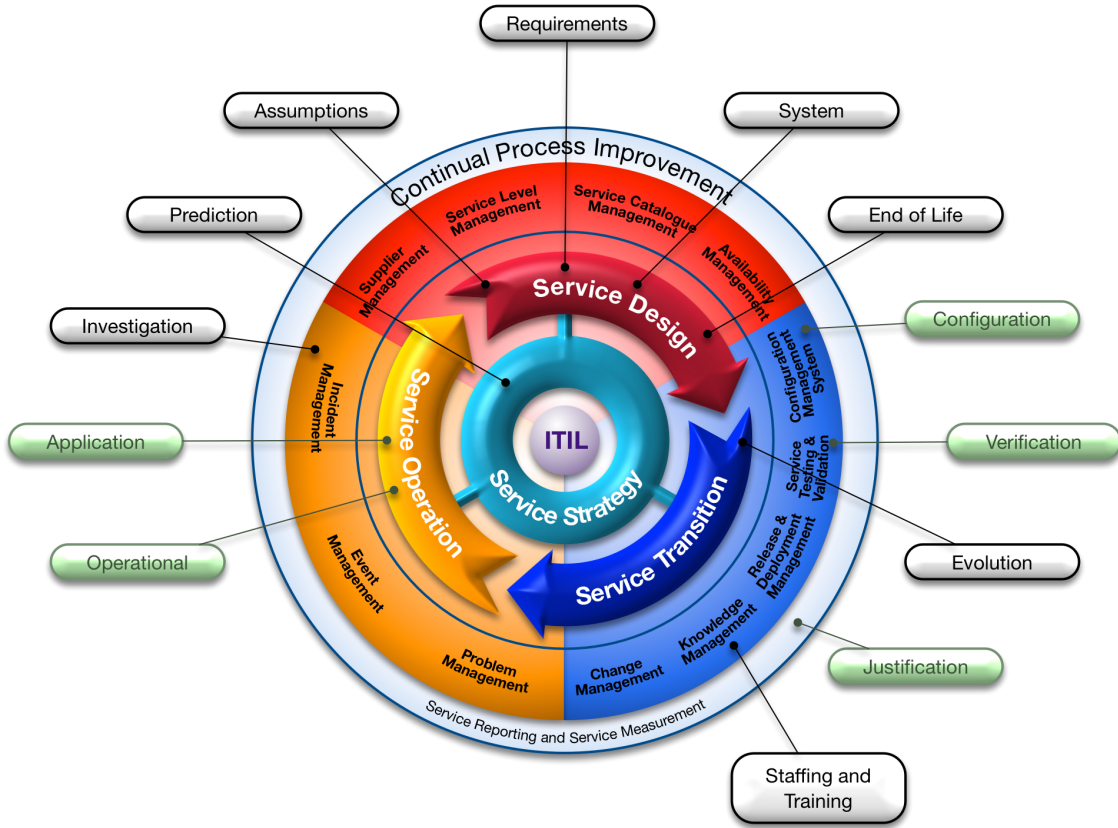 Requirements
Assumptions
System
Continual Process Improvement
Prediction
End of Life
Service Level
Management
Service Catalogue
Management
Supplier
Management
Availability
Management
Service Design
Investigation
Configuration
Configuration
Management
System
Incident
Management
Application
Service Operation
ITIL
Service Strategy
Service Transition
Service
Testing &
Validation
Verification
Operational
Event
Management
Release &
Deployment
Management
Evolution
Knowledge
Management
Problem
Management
Change
Management
Justification
Service Reporting and Service Measurement
Staffing and
Training